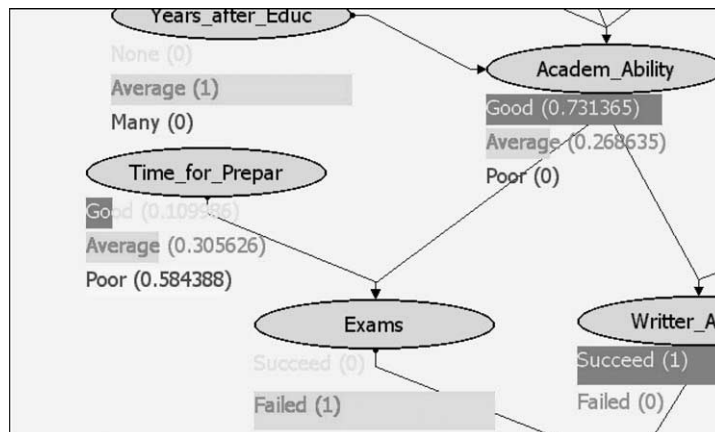 Years_after_Educ
None (0)
Average (1)
Many (0)
Academ_Ability
Good (0.731365)
Average (0.268635)
Poor (0)
Time_for_Prepar
Good (0.109986)
Average (0.305626)
Poor (0.584388)
Exams
Succeed (0)
Failed (1)
Writter_A
Succeed (1)
Failed (0)